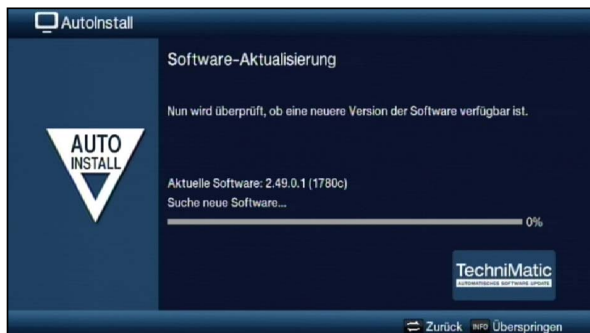 AutoInstall
Software-Aktualisierung
Nun wird überprüft, ob eine neuere Version der Software verfügbar ist.
AUTO
INSTALL
Aktuelle Software: 2.49.0.1 (1780c)
Suche neue Software...
0%
TechniMatic
AUTOMATISCHES SOFTWARE UPDATE
Zurück INFO Überspringen